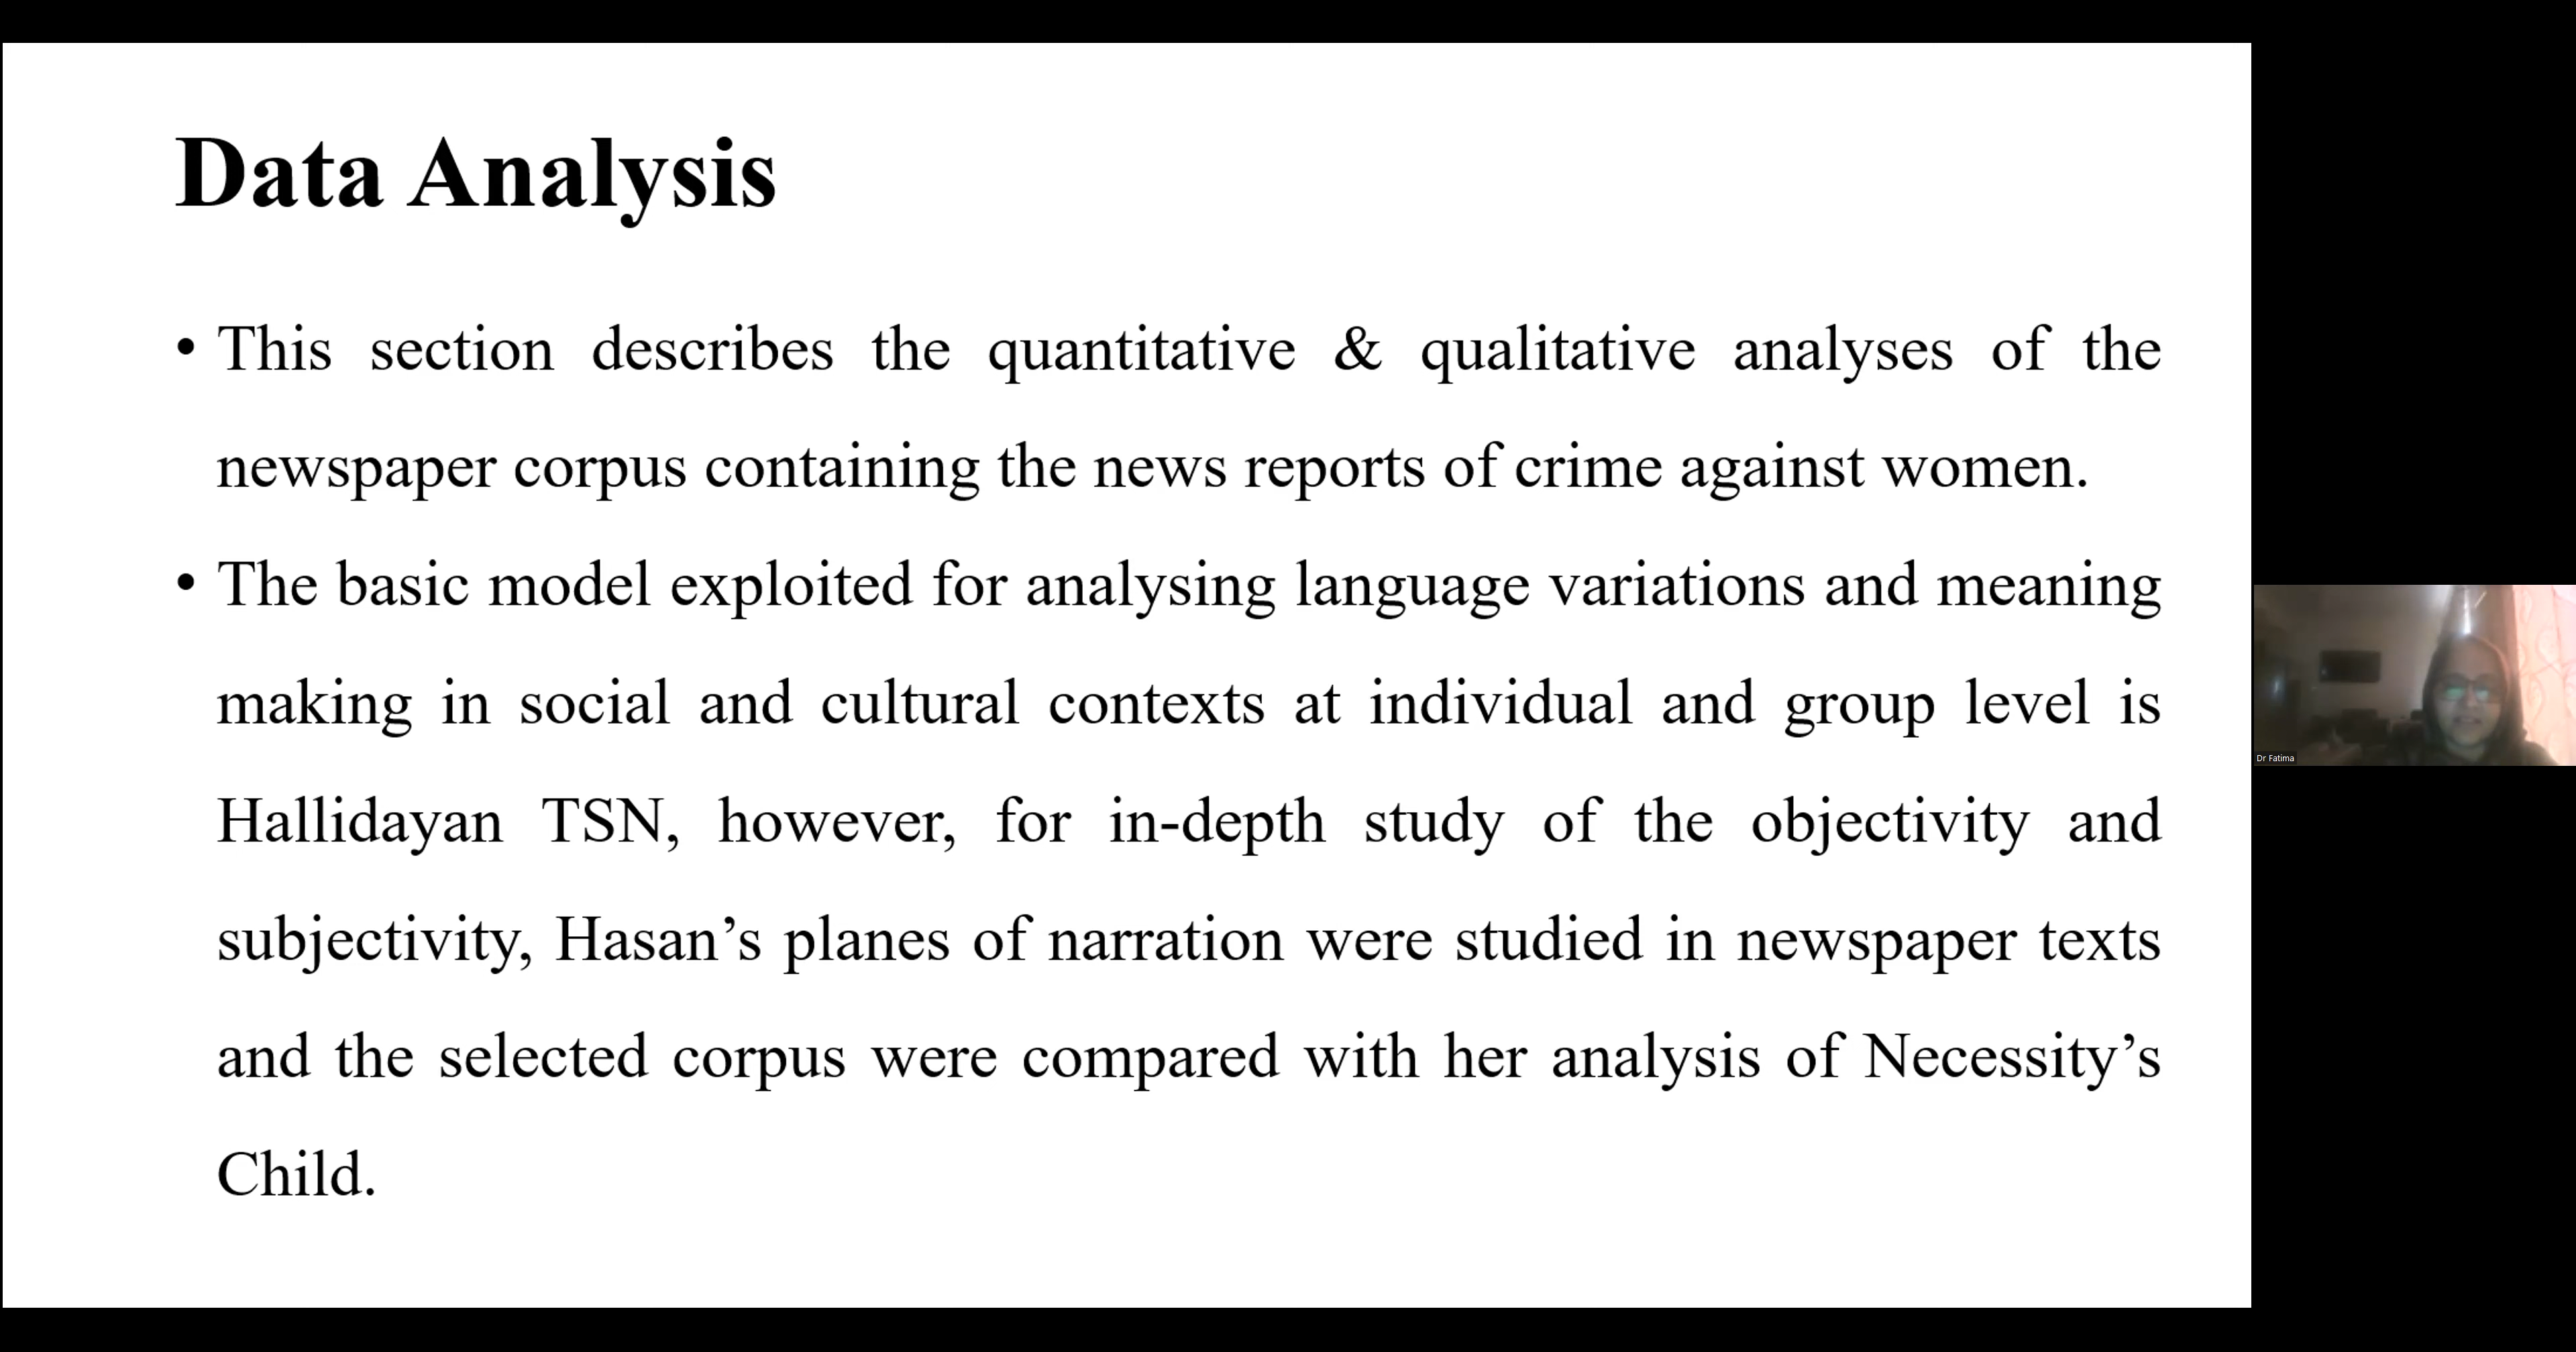 Data Analysis
• This section describes the quantitative & qualitative analyses of the
newspaper corpus containing the news reports of crime against women.
• The basic model exploited for analysing language variations and meaning
making in social and cultural contexts at individual and group level is
Hallidayan TSN, however, for in-depth study of the objectivity and
subjectivity, Hasan’s planes of narration were studied in newspaper texts
and the selected corpus were compared with her analysis of Necessity’s
Child.
Dr Fatima